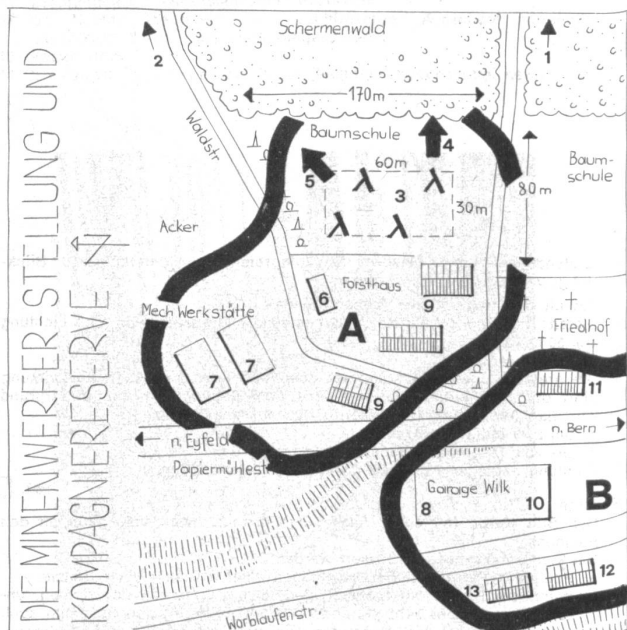 DIE MINENWERFER-STELLUNG UND
KOMPAGNIERESERVE
N
Schermenwald
2
1
170m
Waldstr
Baumschule
4
60m
5
3
30m
80m
Baum-
schule
Acker
Forsthaus
6
9
Mech Werkstätte
A
Friedhof
7
7
9
11
n. Eyfeld
n. Bern
Papiermühlestr
Garage Wilk
8
10
B
13
12
Worblaufenstr.